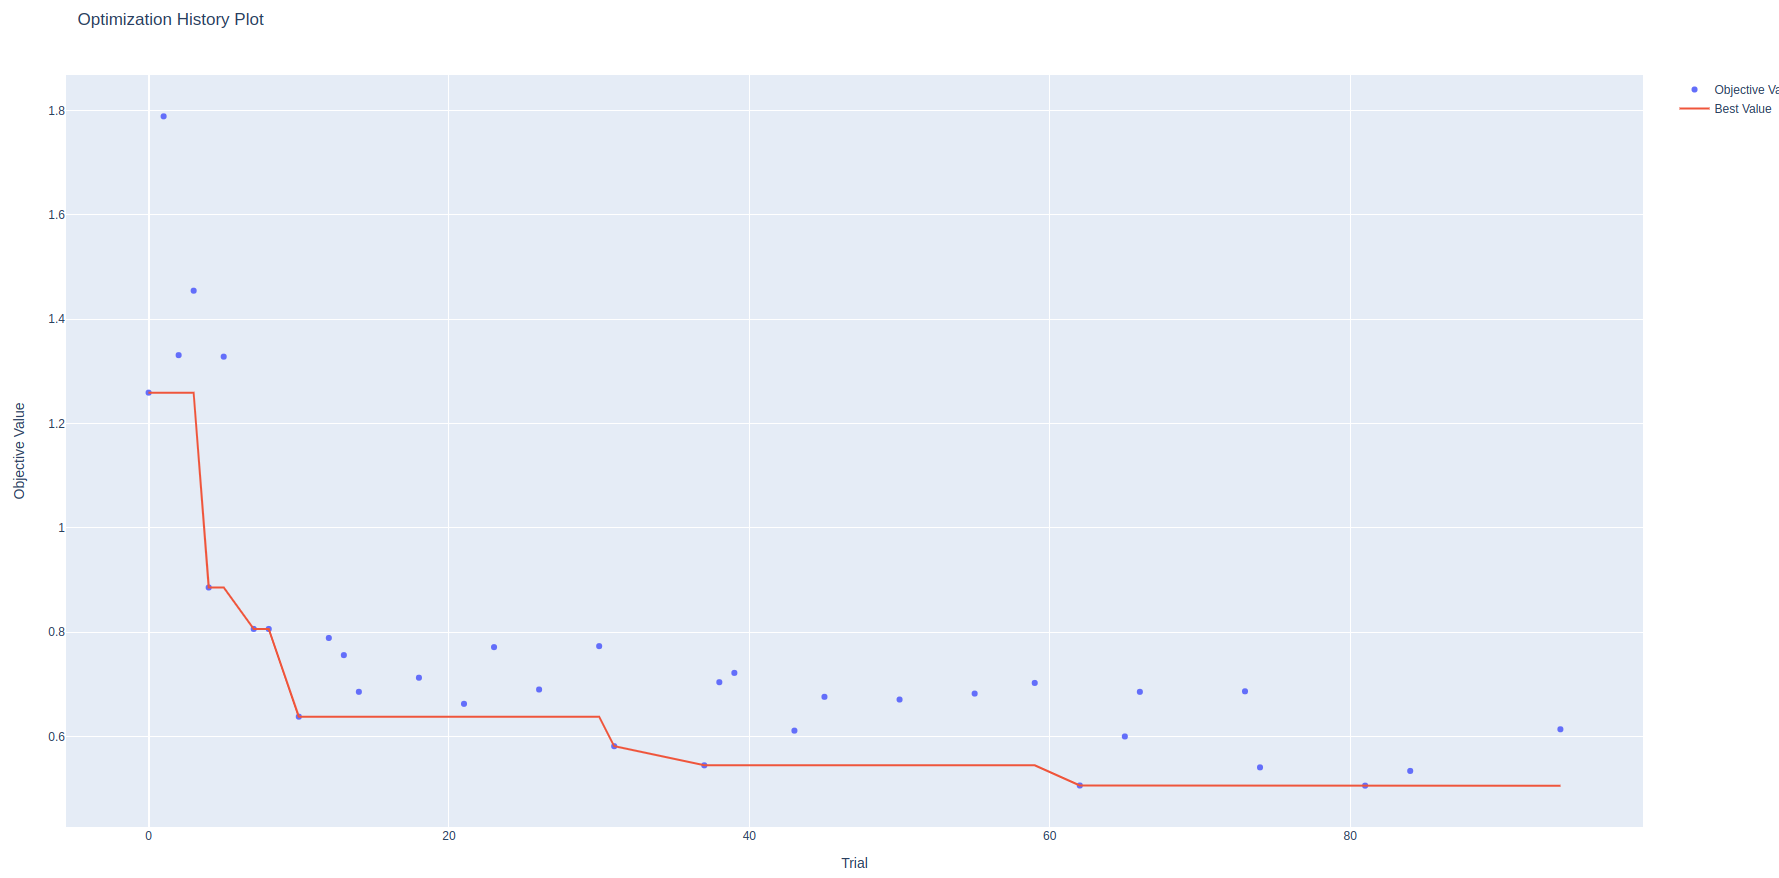 Optimization History Plot
Objective Va
Best Value
1.8
1.6
1.4
1.2
1
0.8
0.6
Objective Value
0
20
40
60
80
Trial